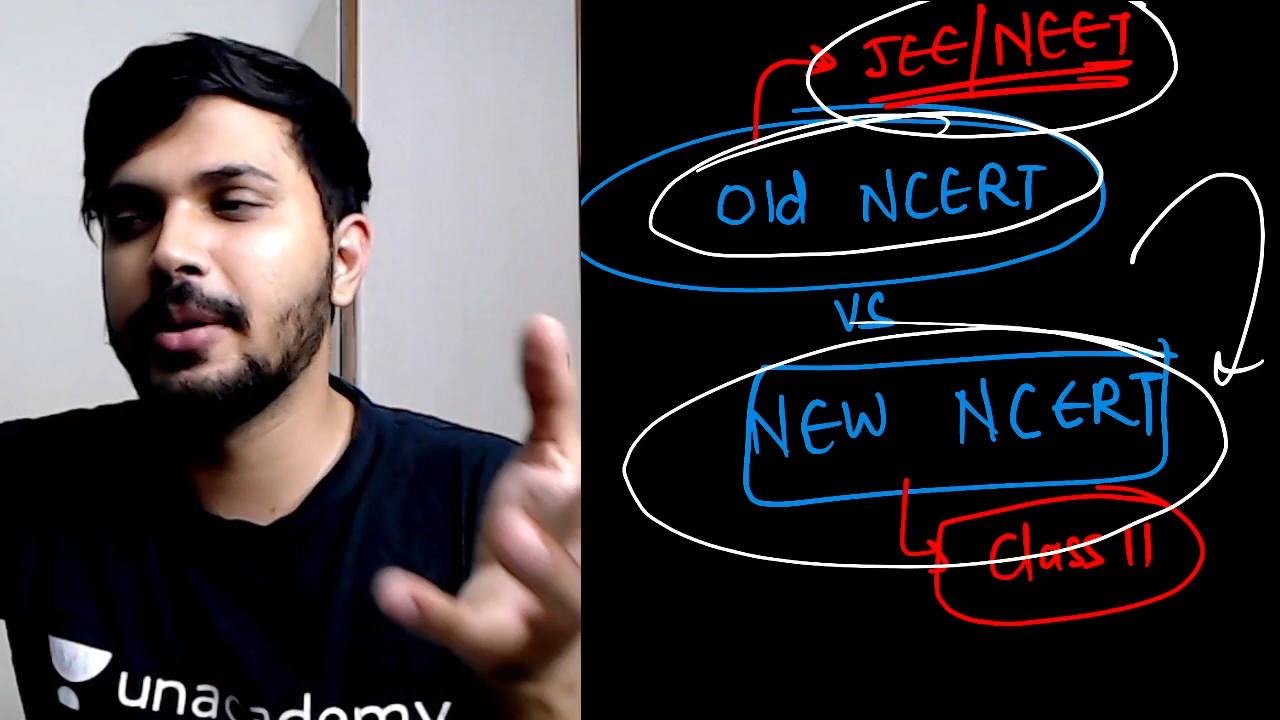 JEE/NEET
Old NCERT
VS
NEW NCERT
Class 11
unacademy